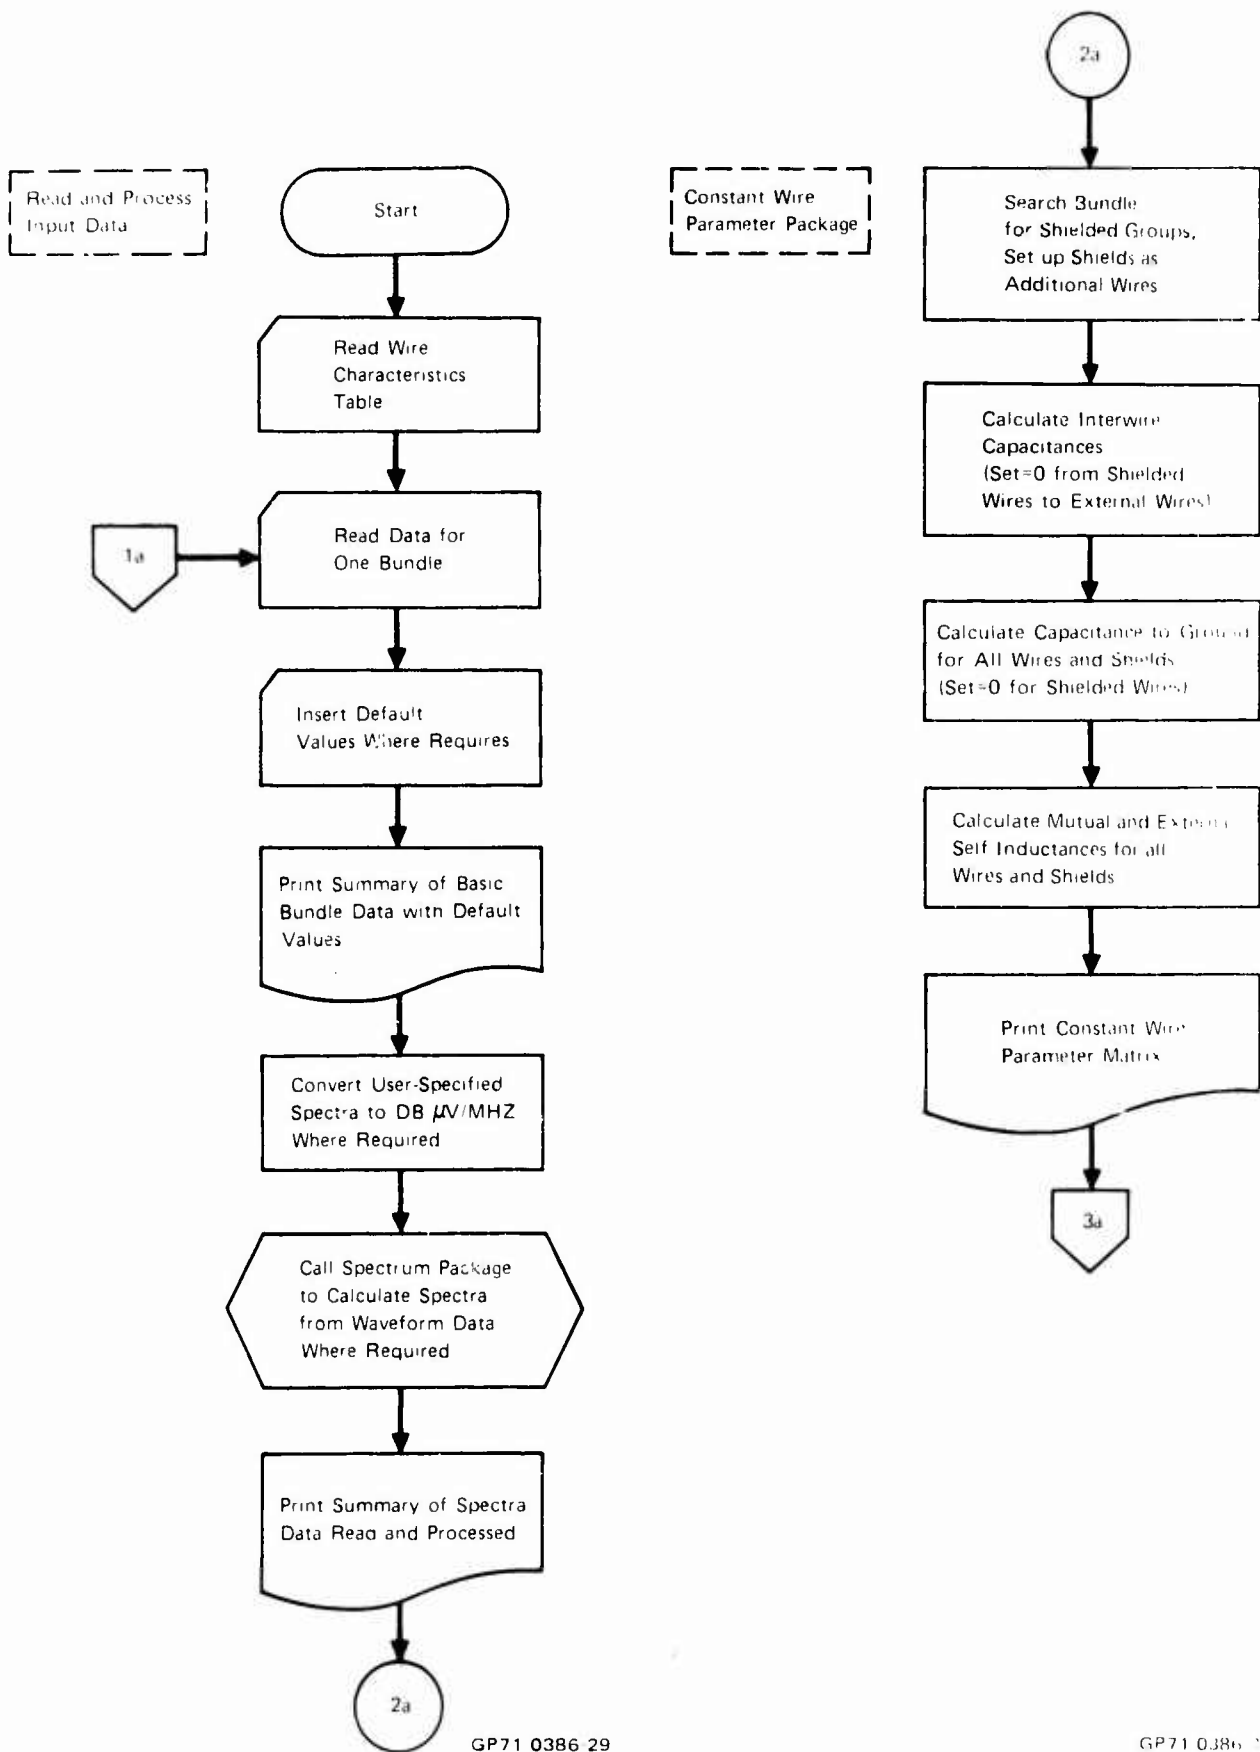 Read and Process
Input Data
Start
Read Wire
Characteristics
Table
1a
Read Data for
One Bundle
Insert Default
Values Where Requires
Print Summary of Basic
Bundle Data with Default
Values
Convert User-Specified
Spectra to DB μV/MHZ
Where Required
Call Spectrum Package
to Calculate Spectra
from Waveform Data
Where Required
Print Summary of Spectra
Data Read and Processed
2a
GP71 0386 29
2a
Constant Wire
Parameter Package
Search Bundle
for Shielded Groups,
Set up Shields as
Additional Wires
Calculate Interwire
Capacitances
(Set=0 from Shielded
Wires to External Wires)
Calculate Capacitance to Ground
for All Wires and Shields
(Set=0 for Shielded Wires)
Calculate Mutual and
Self Inductances for all
Wires and Shields
Print Constant Wire
Parameter Matrix
3a
GP71 0386